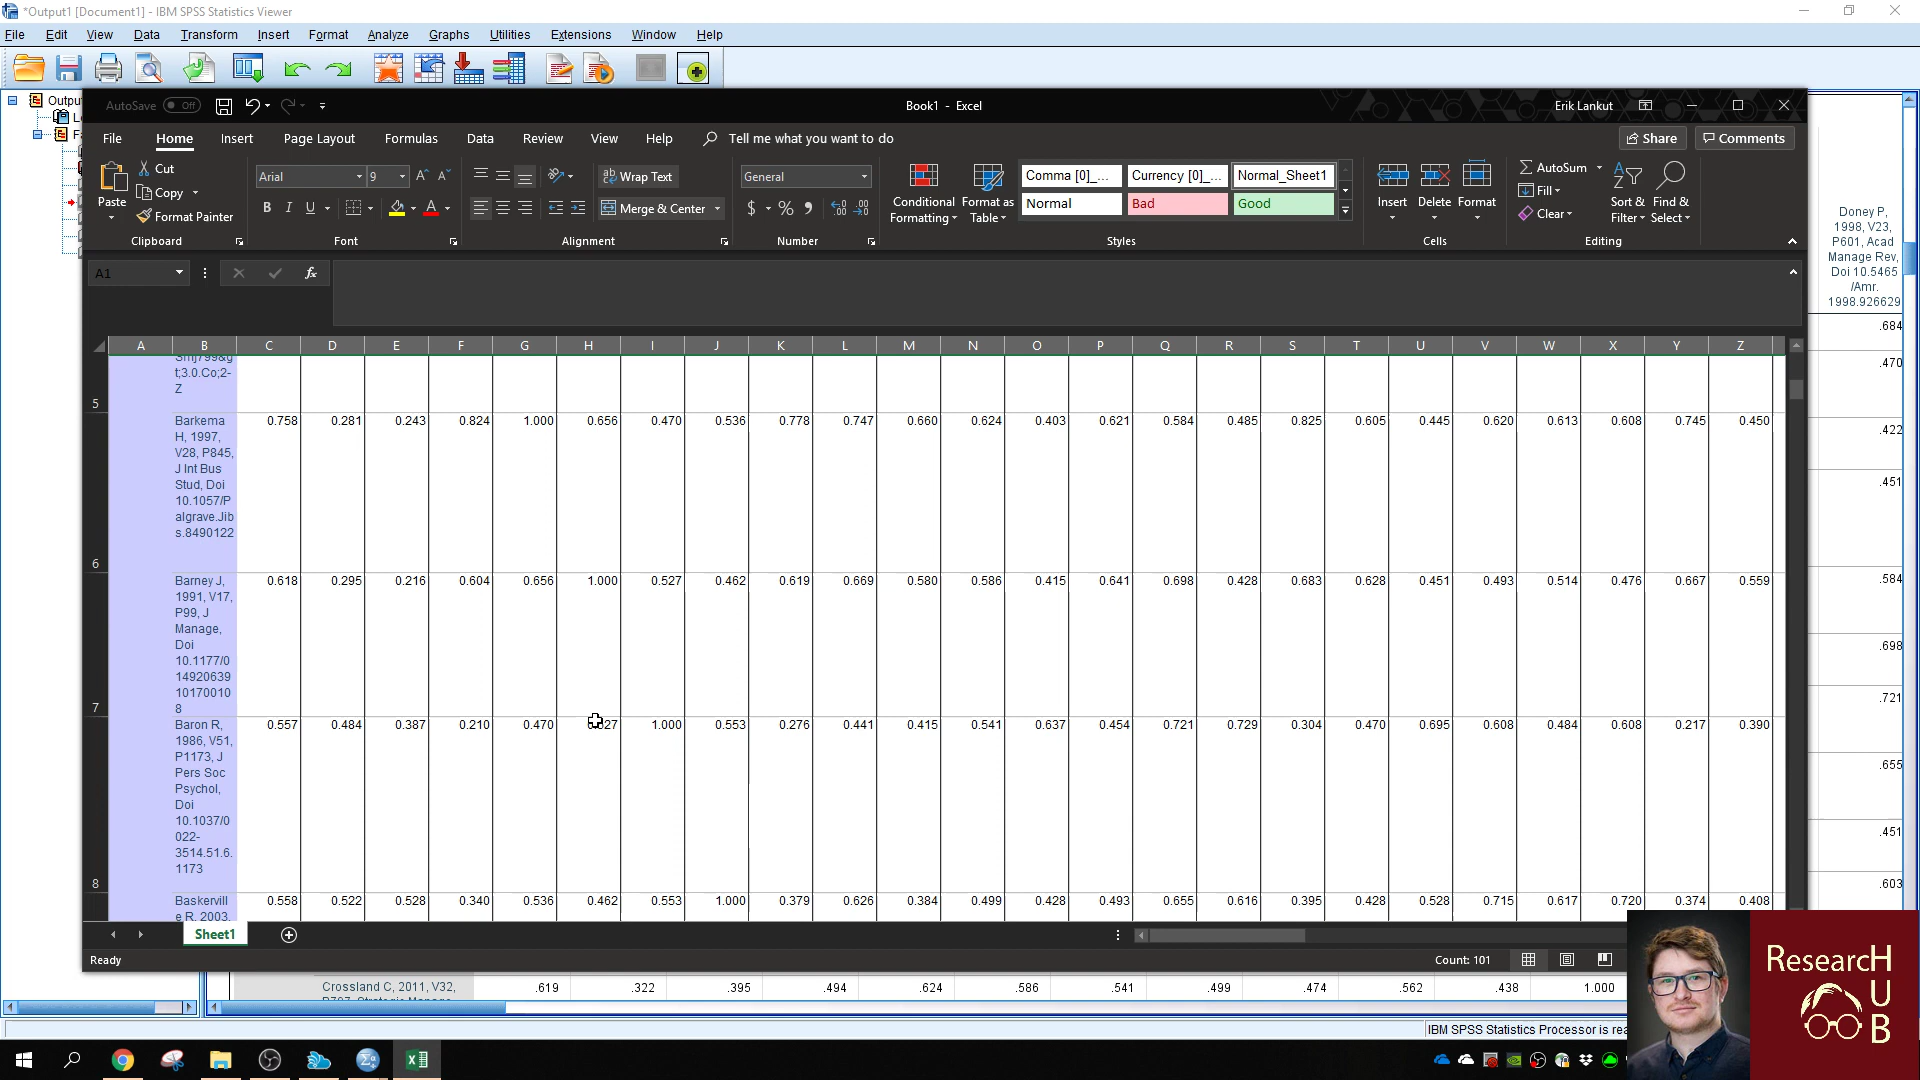 *Output1 [Document1] - IBM SPSS Statistics Viewer
File Edit View Data Transform Insert Format Analyze Graphs Utilities Extensions Window Help
AutoSave Off
Book1 - Excel
Erik Lankut
File Home Insert Page Layout Formulas Data Review View Help Tell me what you want to do
Share Comments
Paste
Cut
Copy
Format Painter
Clipboard
Arial 9
B I U
Font
Wrap Text
Merge & Center
Alignment
General
$ % ,
Number
Conditional Formatting
Format as Table
Comma [0]_... Currency [0]_... Normal_Sheet1
Normal Bad Good
Styles
Insert Delete Format
Cells
AutoSum
Fill
Clear
Sort & Filter
Find & Select
Editing
A1
fx
A B C D E F G H I J K L M N O P Q R S T U V W X Y Z
t;3.0.Co;2-
Z
5
Barkema H, 1997, V28, P845, J Int Bus Stud, Doi 10.1057/Palgrave.Jibs.8490122
0.758 0.281 0.243 0.824 1.000 0.656 0.470 0.536 0.778 0.747 0.660 0.624 0.403 0.621 0.584 0.485 0.825 0.605 0.445 0.620 0.613 0.608 0.745 0.450
6
Barney J, 1991, V17, P99, J Manage, Doi 10.1177/014920639101700108
0.618 0.295 0.216 0.604 0.656 1.000 0.527 0.462 0.619 0.669 0.580 0.586 0.415 0.641 0.698 0.428 0.683 0.628 0.451 0.493 0.514 0.476 0.667 0.559
7
Baron R, 1986, V51, P1173, J Pers Soc Psychol, Doi 10.1037/0022-3514.51.6.1173
0.557 0.484 0.387 0.210 0.470 1.000 0.553 0.276 0.441 0.415 0.541 0.637 0.454 0.721 0.729 0.304 0.470 0.695 0.608 0.484 0.608 0.217 0.390
8
Baskerville R, 2003,
0.558 0.522 0.528 0.340 0.536 0.462 0.553 1.000 0.379 0.626 0.384 0.499 0.428 0.493 0.655 0.616 0.395 0.428 0.528 0.715 0.617 0.720 0.374 0.408
Sheet1
Ready
Count: 101
Doney P,
1998, V23,
P601, Acad
Manage Rev,
Doi 10.5465
/Amr.
1998.926629
.684
.470
.422
.451
.584
.698
.721
.655
.451
.603
Crossland C, 2011, V32,
.619 .322 .395 .494 .624 .586 .541 .499 .474 .562 .438 1.000
IBM SPSS Statistics Processor is
ResearcH
U
B